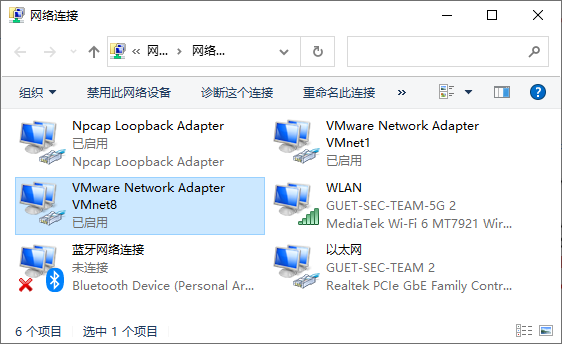 网络连接
« 网... › 网络...
组织 禁用此网络设备 诊断这个连接 重命名此连接 »
Npcap Loopback Adapter
已启用
Npcap Loopback Adapter
VMware Network Adapter
VMnet1
已启用
VMware Network Adapter
VMnet8
已启用
WLAN
GUET-SEC-TEAM-5G 2
MediaTek Wi-Fi 6 MT7921 Wir...
蓝牙网络连接
未连接
Bluetooth Device (Personal Ar...
以太网
GUET-SEC-TEAM 2
Realtek PCIe GbE Family Contr...
6 个项目 选中 1 个项目